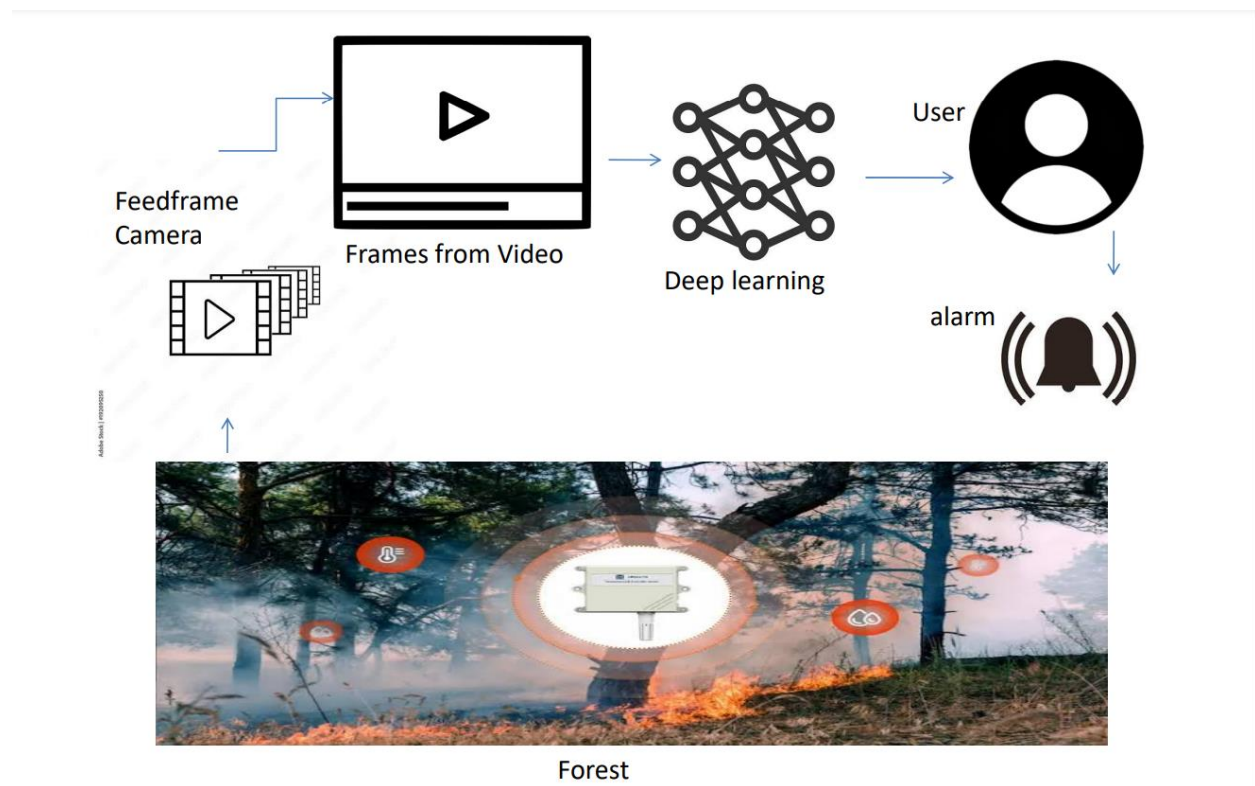 User
Feedframe
Camera
Frames from Video
Deep learning
alarm
Forest